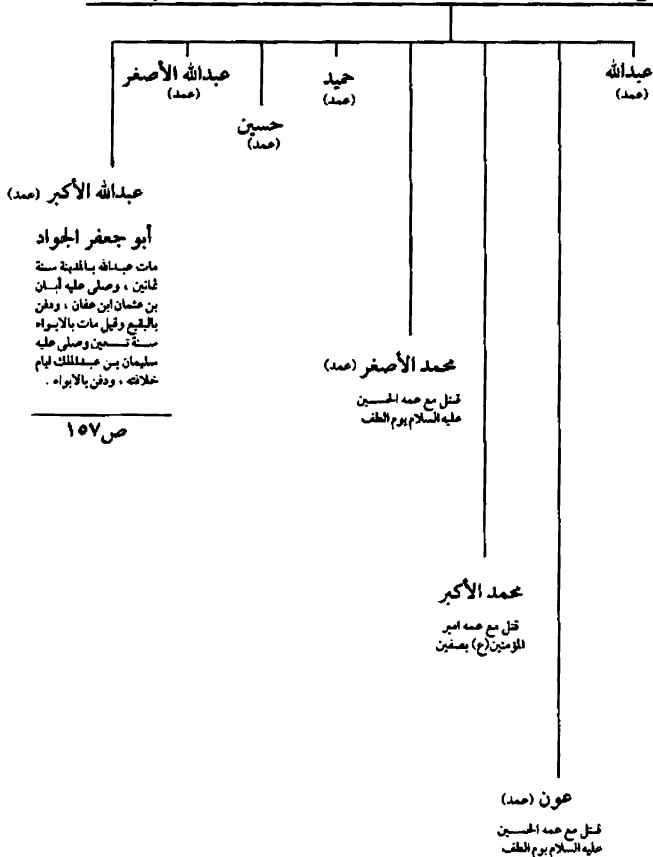 عبدالله
(عمد)
حميد
(عمد)
عبدالله الأصغر
(عمد)
حسين
(عمد)
عبدالله الأكبر (عمد)
أبو جعفر الجواد
مات عبدالله بالمدينة سنة
ثمانين ، وصلى عليه أبان
بن عثمان ابن عفان ، ودفن
بالبقيع وقيل مات بالابواء
سنة تسعين وصلى عليه
سليمان بن عبدالملك ايام
خلافته ، ودفن بالابواء .
ص١٥٧
محمد الأصغر (عمد)
قتل مع عمه الحسين
عليه السلام يوم الطف
محمد الأكبر
قتل مع عمه امير
المؤمنين(ع) بصفين
عون (عمد)
قتل مع عمه الحسين
عليه السلام يوم الطف